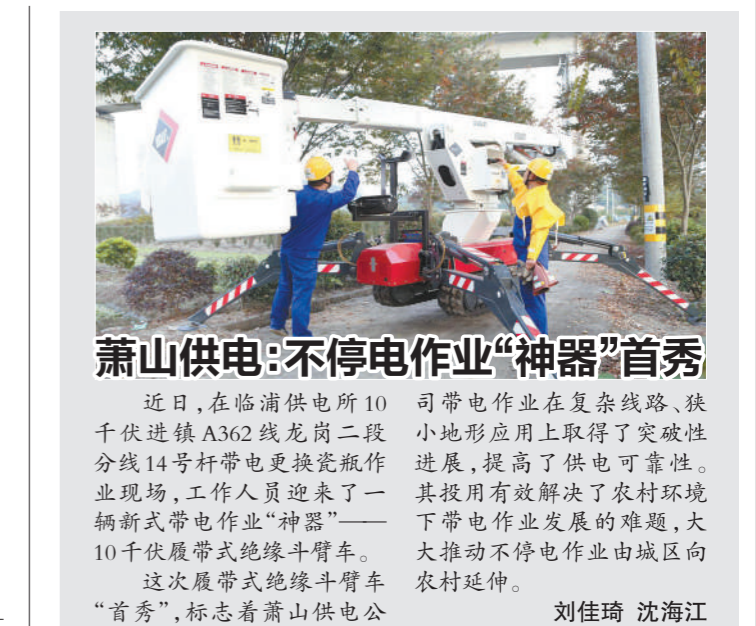 萧山供电:不停电作业“神器”首秀
近日,在临浦供电所10
千伏进镇A362线龙岗二段
分线14号杆带电更换瓷瓶作
业现场,工作人员迎来了一
辆新式带电作业“神器”——
10千伏履带式绝缘斗臂车。
这次履带式绝缘斗臂车
“首秀”,标志着萧山供电公
司带电作业在复杂线路、狭
小地形应用上取得了突破性
进展,提高了供电可靠性。
其投用有效解决了农村环境
下带电作业发展的难题,大
大推动不停电作业由城区向
农村延伸。
刘佳琦 沈海江